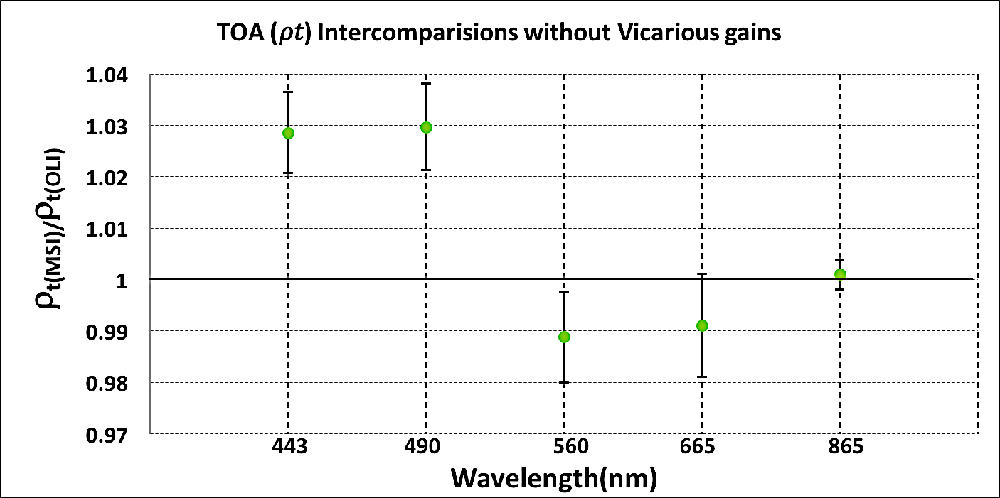 TOA (ρt) Intercomparisions without Vicarious gains
1.04
1.03
1.02
1.01
1
0.99
0.98
0.97
ρt(MSI)/ρt(OLI)
443 490 560 665 865
Wavelength(nm)